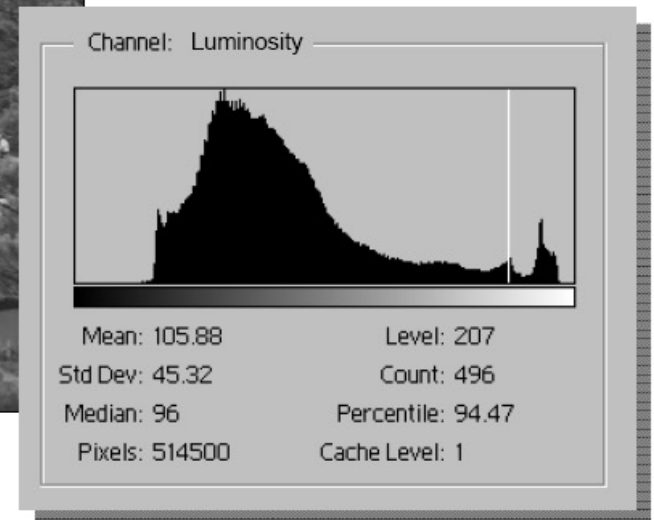 Channel: Luminosity
Mean: 105.88 Level: 207
Std Dev: 45.32 Count: 496
Median: 96 Percentile: 94.47
Pixels: 514500 Cache Level: 1